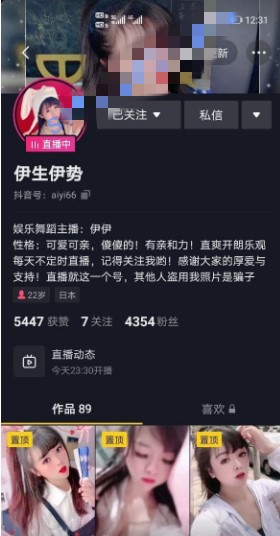 12:31
更新
已关注
私信
直播中
伊生伊势
抖音号：aiyi66
娱乐舞蹈主播：伊伊
性格：可爱可亲，傻傻的！有亲和力！直爽开朗乐观
每天不定时直播，记得关注我哟！感谢大家的厚爱与
支持！直播就这一个号，其他人盗用我照片是骗子
22岁 日本
5447 获赞 7 关注 4354 粉丝
直播动态
今天23:30开播
作品 89 喜欢
置顶 置顶 置顶